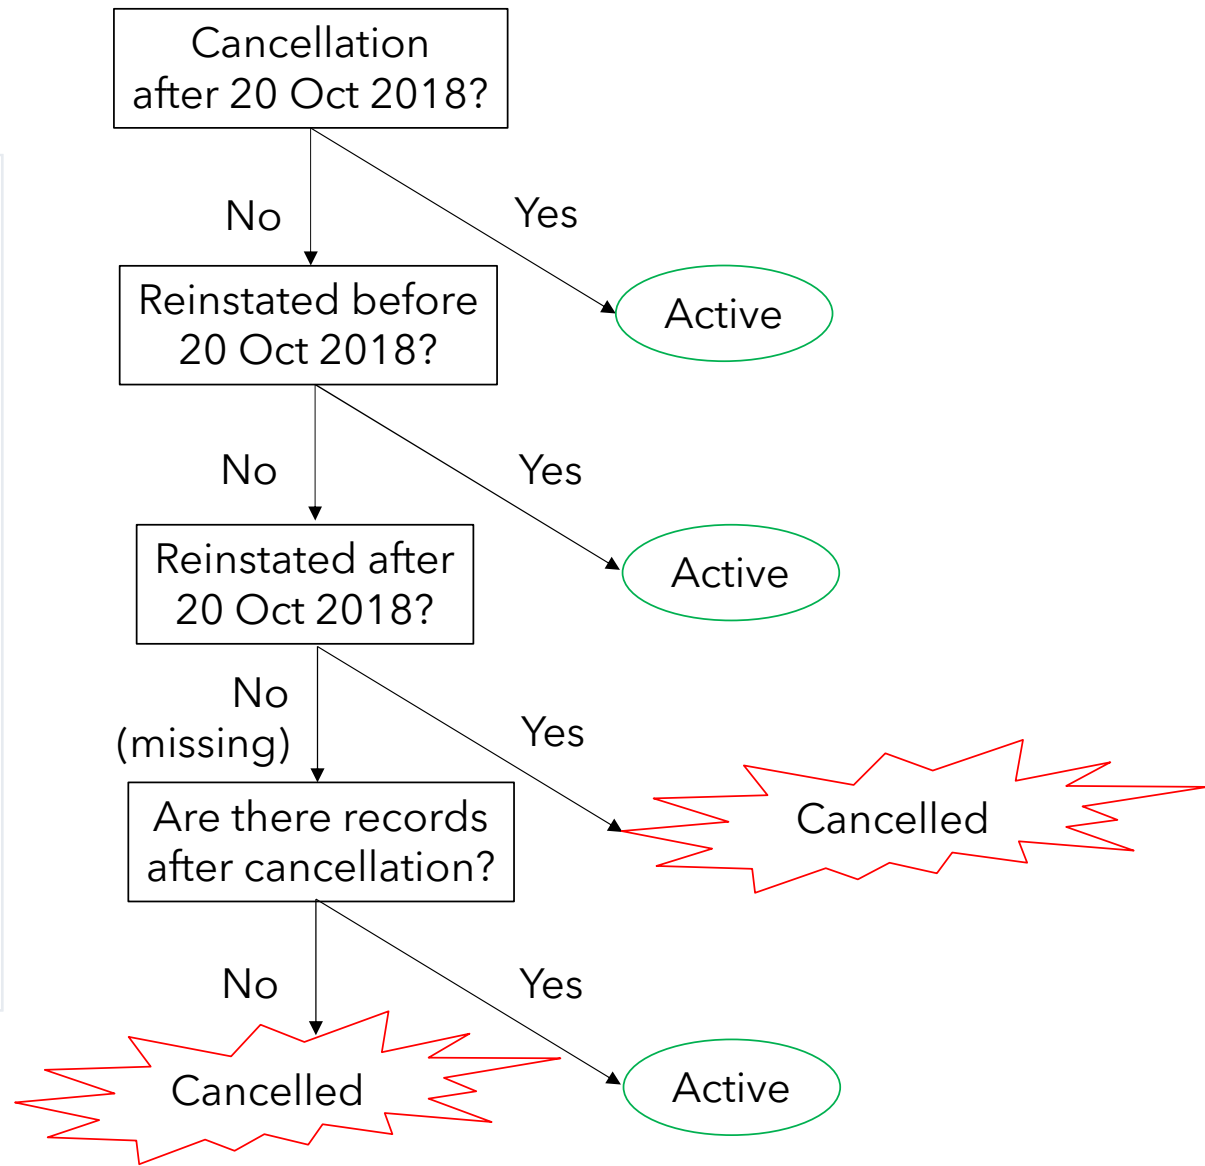 Cancellation
after 20 Oct 2018?
No
Yes
Reinstated before
20 Oct 2018?
Active
No
Yes
Reinstated after
20 Oct 2018?
Active
No
(missing)
Yes
Are there records
after cancellation?
Cancelled
No
Yes
Cancelled
Active